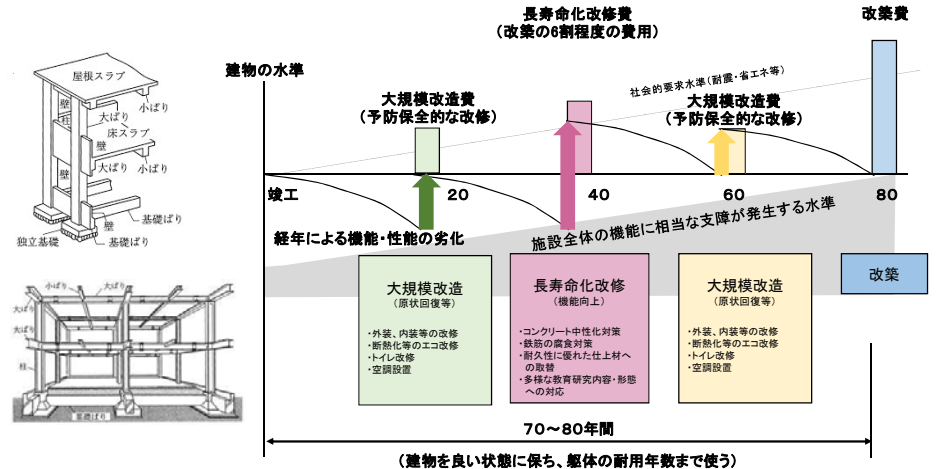 屋根スラブ
壁
小ばり
柱
大ばり
床スラブ
壁
大ばり
小ばり
壁
基礎ばり
壁
独立基礎
基礎ばり
小ばり
大ばり
大ばり
大ばり
柱
基礎ばり
長寿命化改修費
（改築の6割程度の費用）
改築費
建物の水準
社会的要求水準（耐震・省エネ等）
大規模改造費
（予防保全的な改修）
大規模改造費
（予防保全的な改修）
竣工
20
40
60
80
経年による機能・性能の劣化
施設全体の機能に相当な支障が発生する水準
大規模改造
（原状回復等）
・外装、内装等の改修
・断熱化等のエコ改修
・トイレ改修
・空調設置
長寿命化改修
（機能向上）
・コンクリート中性化対策
・鉄筋の腐食対策
・耐久性に優れた仕上材へ
の取替
・多様な教育研究内容・形態
への対応
大規模改造
（原状回復等）
・外装、内装等の改修
・断熱化等のエコ改修
・トイレ改修
・空調設置
改築
70～80年間
（建物を良い状態に保ち、躯体の耐用年数まで使う）